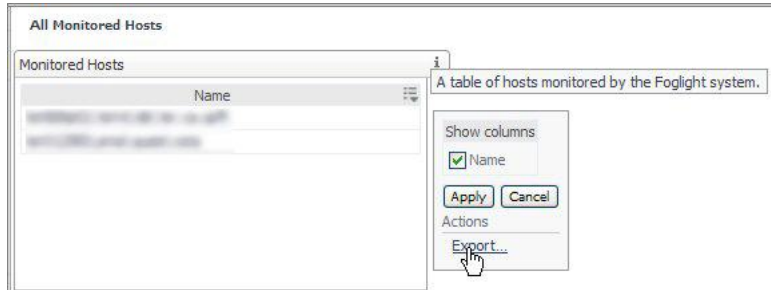 All Monitored Hosts
Monitored Hosts
i
A table of hosts monitored by the Foglight system.
Name
Show columns
Name
Apply Cancel
Actions
Export...